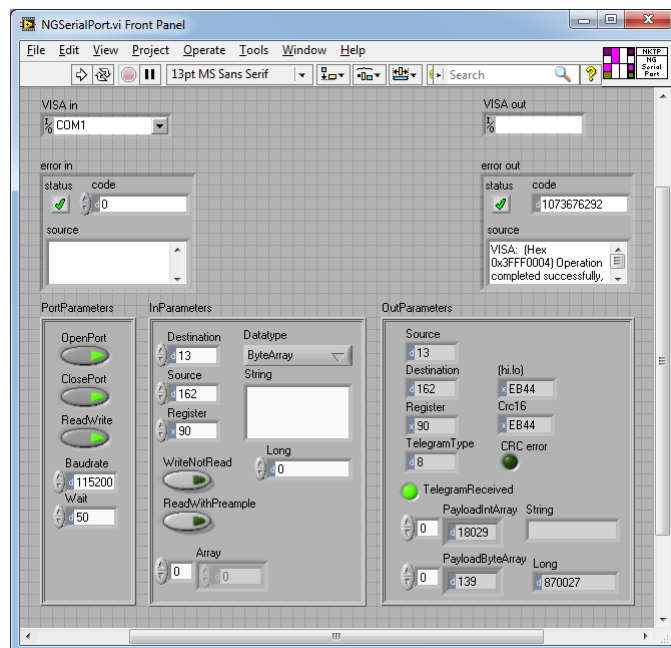 NGSerialPort.vi Front Panel
File Edit View Project Operate Tools Window Help
13pt MS Sans Serif
Search
NKTP
NG
Serial
Port
VISA in
COM1
VISA out
error in
status code
0
source
error out
status code
1073676292
source
VISA: (Hex
0x3FFF0004) Operation
completed successfully,
PortParameters
OpenPort
ClosePort
ReadWrite
Baudrate
115200
Wait
50
InParameters
Destination
d 13
Source
d 162
Register
x 90
WriteNotRead
ReadWithPreample
Array
0
d 0
Datatype
ByteArray
String
Long
d 0
OutParameters
Source
d 13
Destination
d 162
Register
x 90
TelegramType
d 8
(hi.lo)
x EB44
Crc16
x EB44
CRC error
TelegramReceived
PayloadIntArray String
0 d 18029
PayloadByteArray Long
0 d 139 d 870027